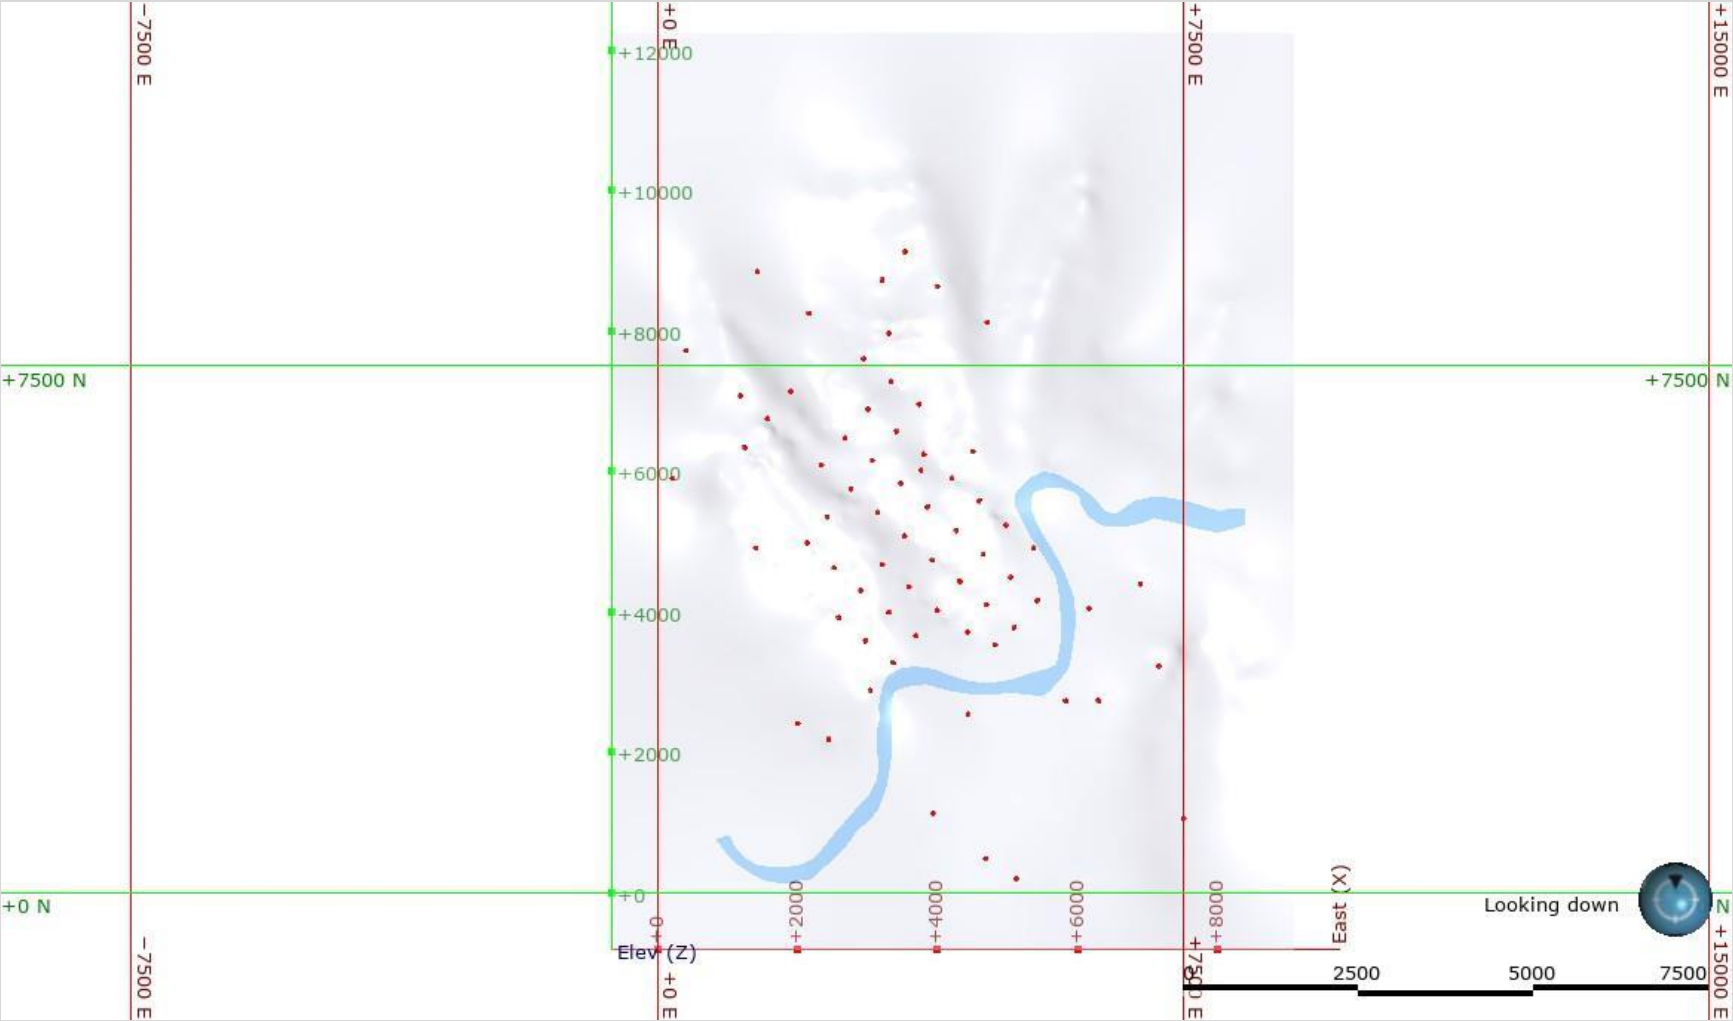 -7500 E
+0 E
+7500 E
+15000 E
+12000
+10000
+8000
+7500 N
+7500 N
+6000
+4000
+2000
+0
+0 N
N
Looking down
+0
+2000
+4000
+6000
+8000
East (X)
Elev (Z)
-7500 E
+0 E
+7500 E
+15000 E
0
2500
5000
7500